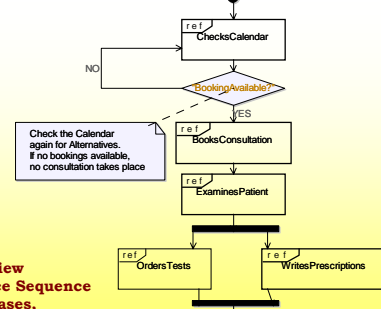 ref
ChecksCalendar
NO
"BookingAvailable?"
YES
Check the Calendar
again for Alternatives.
If no bookings available,
no consultation takes place
ref
BooksConsultation
ref
ExaminesPatient
ref
OrdersTests
ref
WritesPrescriptions
iew
e Sequence
ases.